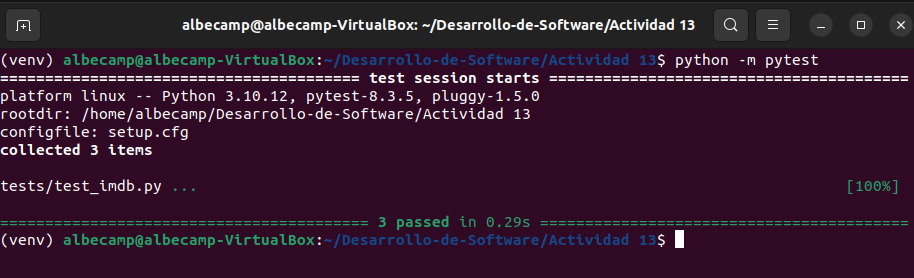 albecamp@albecamp-VirtualBox: ~/Desarrollo-de-Software/Actividad 13
(venv) albecamp@albecamp-VirtualBox:~/Desarrollo-de-Software/Actividad 13$ python -m pytest
======================================== test session starts ========================================
platform linux -- Python 3.10.12, pytest-8.3.5, pluggy-1.5.0
rootdir: /home/albecamp/Desarrollo-de-Software/Actividad 13
configfile: setup.cfg
collected 3 items
tests/test_imdb.py ... [100%]
========================================= 3 passed in 0.29s =========================================
(venv) albecamp@albecamp-VirtualBox:~/Desarrollo-de-Software/Actividad 13$